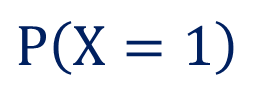 P(X = 1)